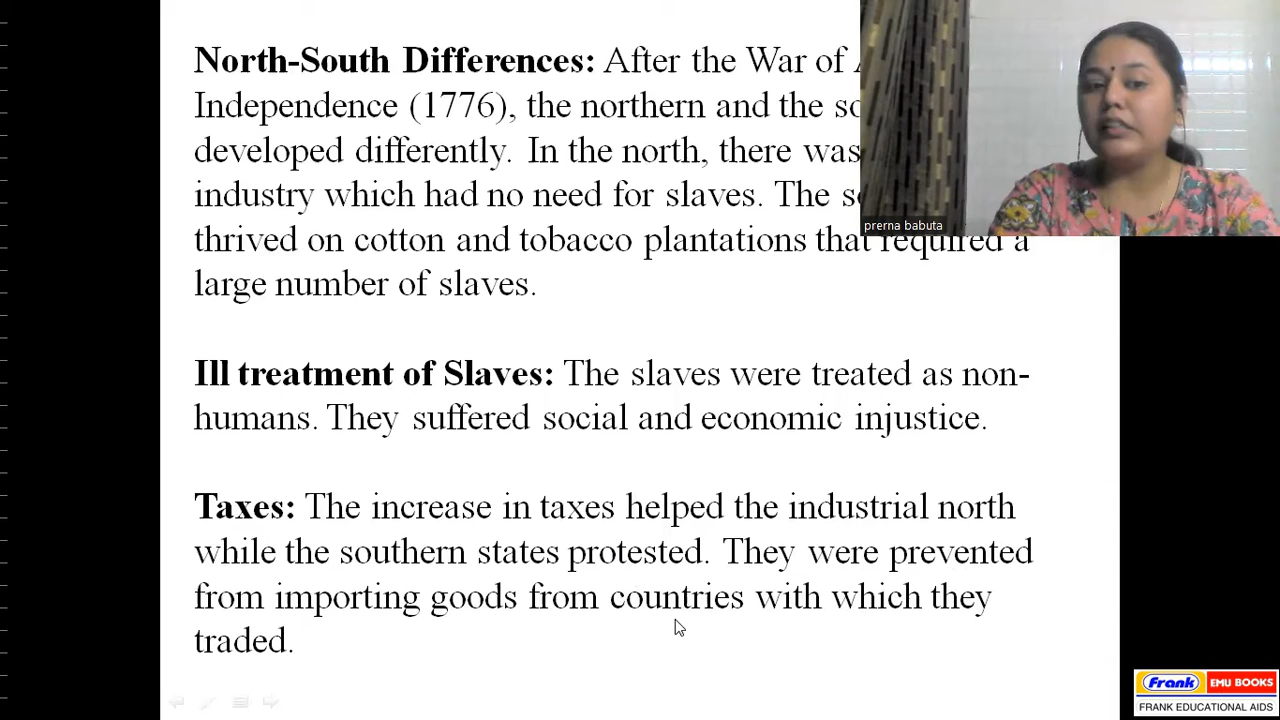 North-South Differences: After the War of
Independence (1776), the northern and the so
developed differently. In the north, there was
industry which had no need for slaves. The s
thrived on cotton and tobacco plantations that required a
large number of slaves.
Ill treatment of Slaves: The slaves were treated as non-
humans. They suffered social and economic injustice.
Taxes: The increase in taxes helped the industrial north
while the southern states protested. They were prevented
from importing goods from countries with which they
traded.
prerna babuta
Frank EMU BOOKS
FRANK EDUCATIONAL AIDS